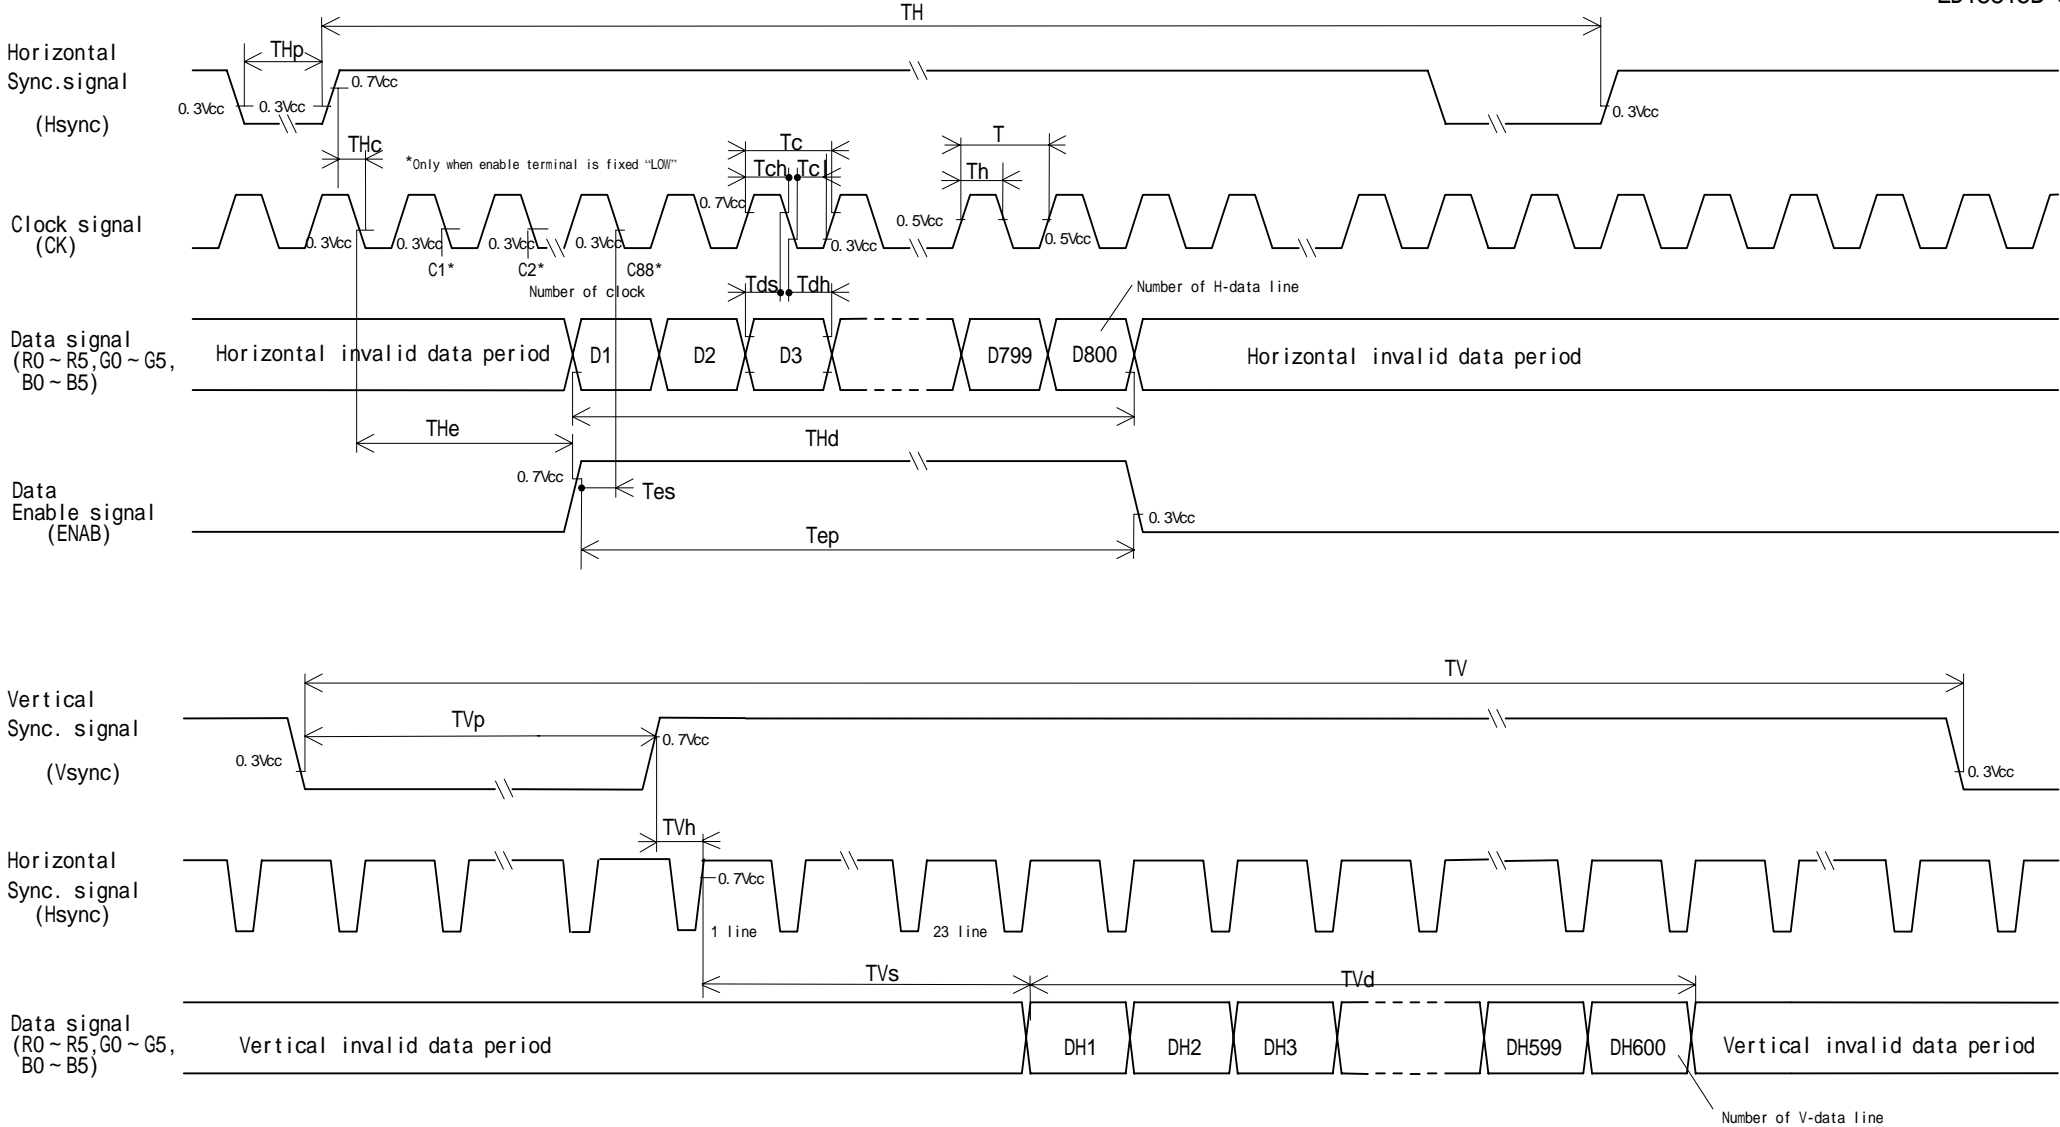 TH
Horizontal
Sync.signal
(Hsync)
THp
0.3Vcc
0.3Vcc
0.7Vcc
0.3Vcc
THc
*Only when enable terminal is fixed “LOW”
Tc
Tch
Tcl
T
Th
Clock signal
(CK)
0.3Vcc
0.3Vcc
0.3Vcc
0.3Vcc
0.7Vcc
0.3Vcc
0.5Vcc
0.5Vcc
C1*
C2*
C88*
Number of clock
Tds
Tdh
Number of H-data line
Data signal
(R0~R5,G0~G5,
B0~B5)
Horizontal invalid data period
D1
D2
D3
D799
D800
Horizontal invalid data period
THe
THd
Data
Enable signal
(ENAB)
0.7Vcc
Tes
Tep
0.3Vcc
TV
Vertical
Sync. signal
(Vsync)
TVp
0.3Vcc
0.7Vcc
0.3Vcc
TVh
Horizontal
Sync. signal
(Hsync)
0.7Vcc
1 line
23 line
TVs
TVd
Data signal
(R0~R5,G0~G5,
B0~B5)
Vertical invalid data period
DH1
DH2
DH3
DH599
DH600
Vertical invalid data period
Number of V-data line